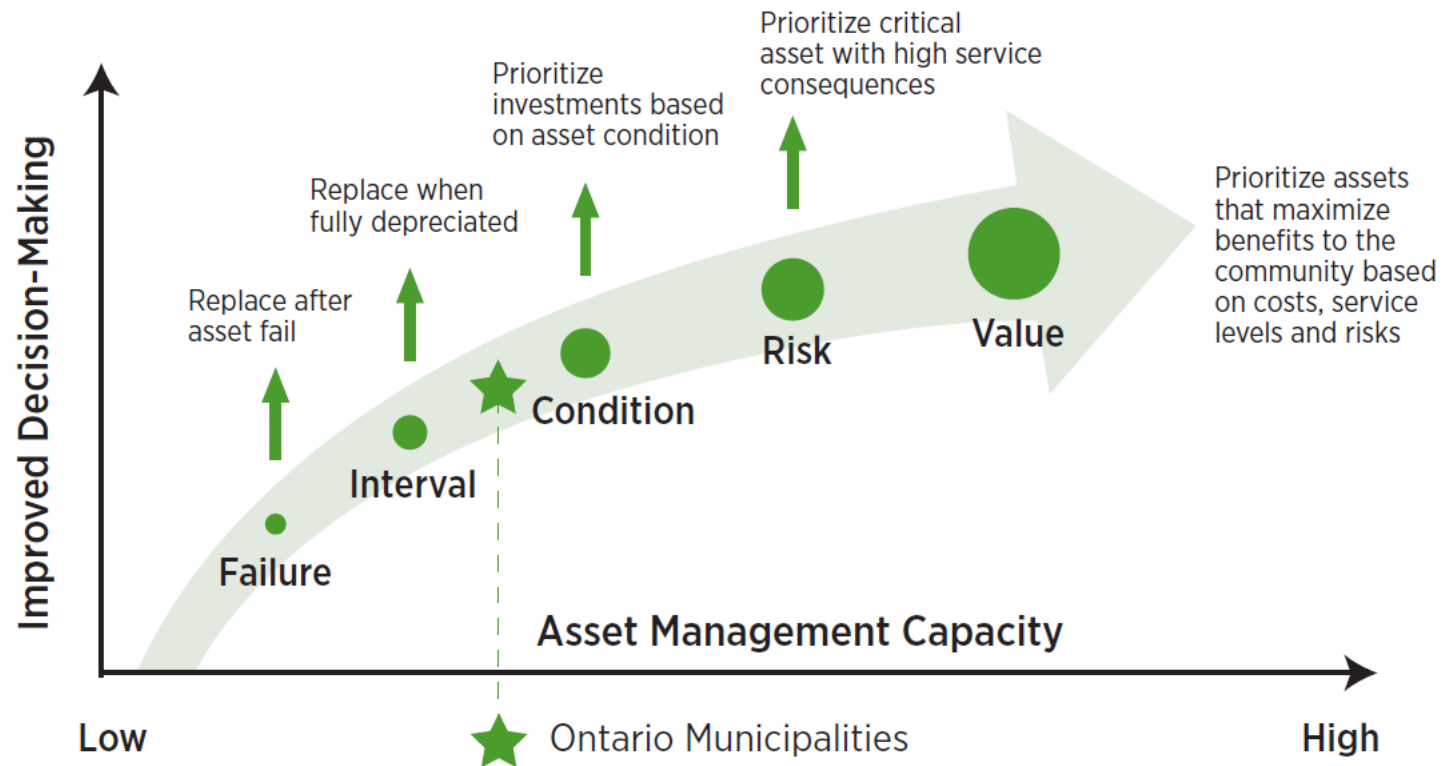 Prioritize critical
asset with high service
consequences
Prioritize
investments based
on asset condition
Replace when
fully depreciated
Replace after
asset fail
Prioritize assets
that maximize
benefits to the
community based
on costs, service
levels and risks
Improved Decision-Making
Value
Risk
Condition
Interval
Failure
Asset Management Capacity
Low
Ontario Municipalities
High